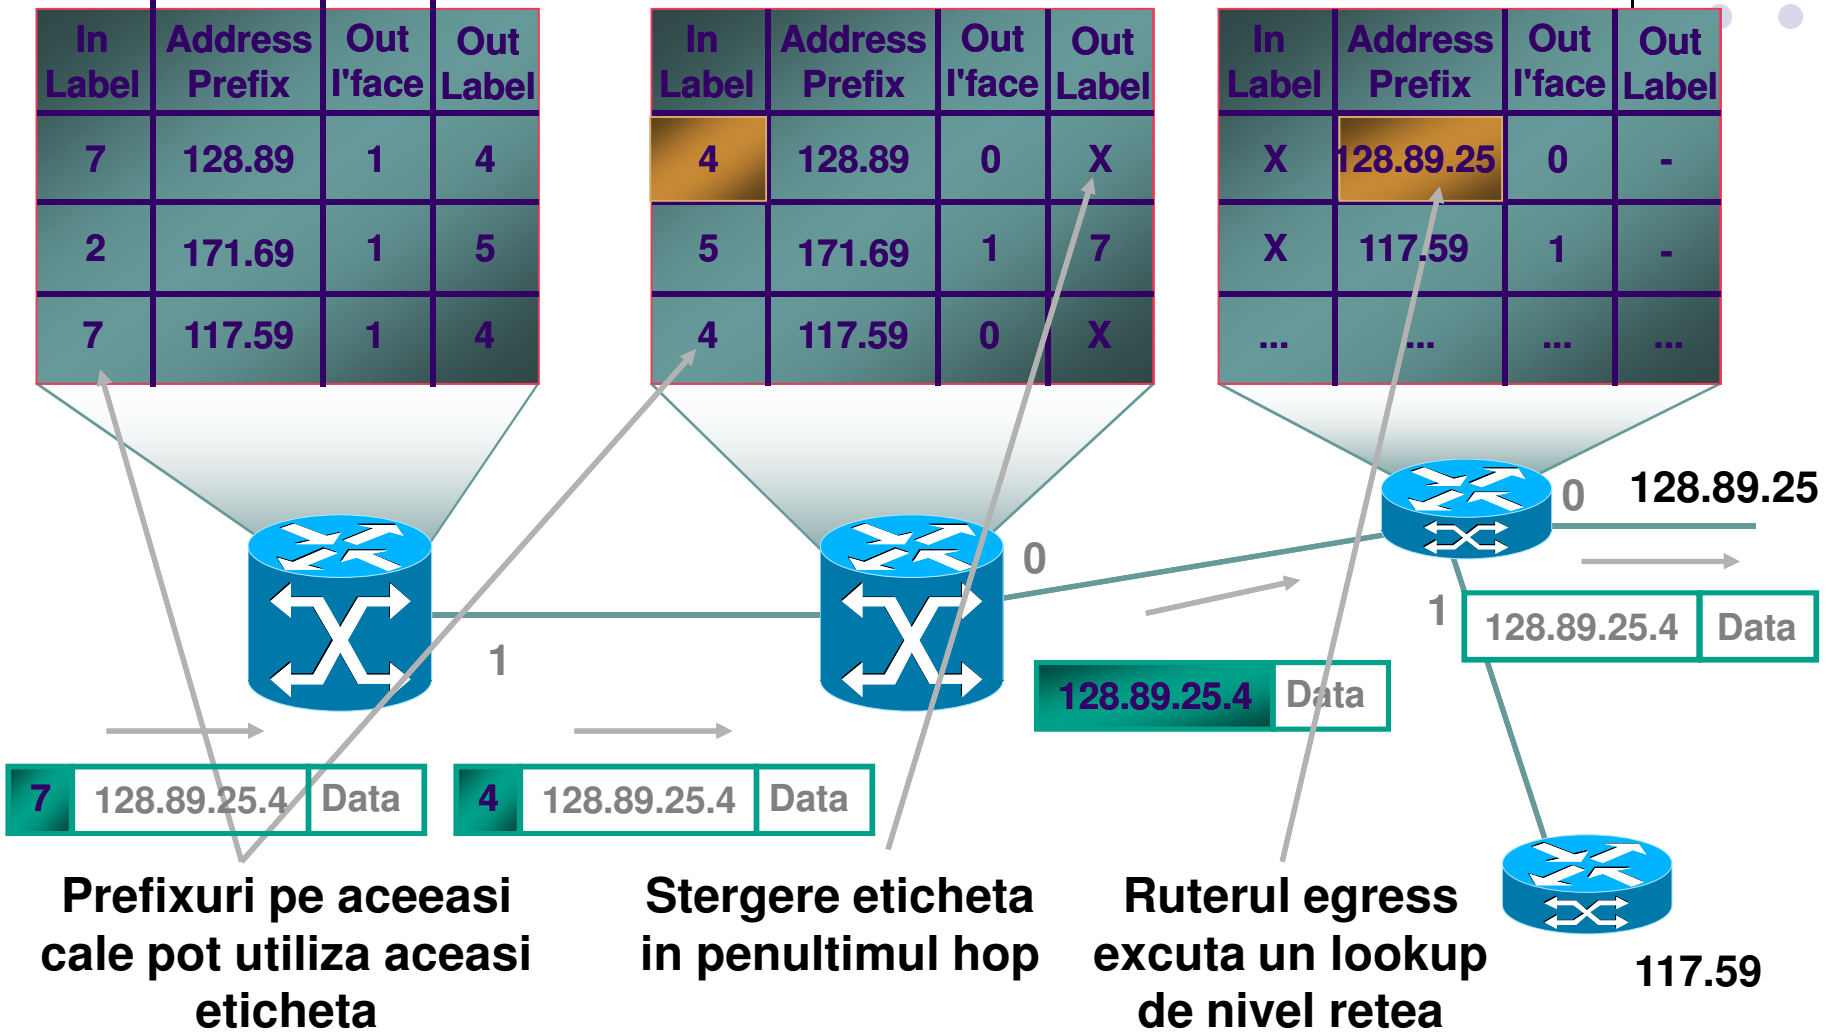 In Label Address Prefix Out I'face Out Label
7 128.89 1 4
2 171.69 1 5
7 117.59 1 4
In Label Address Prefix Out I'face Out Label
4 128.89 0 X
5 171.69 1 7
4 117.59 0 X
In Label Address Prefix Out I'face Out Label
X 128.89.25 0 -
X 117.59 1 -
... ... ... ...
0 128.89.25
0
1
1
128.89.25.4 Data
128.89.25.4 Data
7 128.89.25.4 Data
4 128.89.25.4 Data
Prefixuri pe aceeasi
cale pot utiliza aceasi
eticheta
Stergere eticheta
in penultimul hop
Ruterul egress
excuta un lookup
de nivel retea
117.59